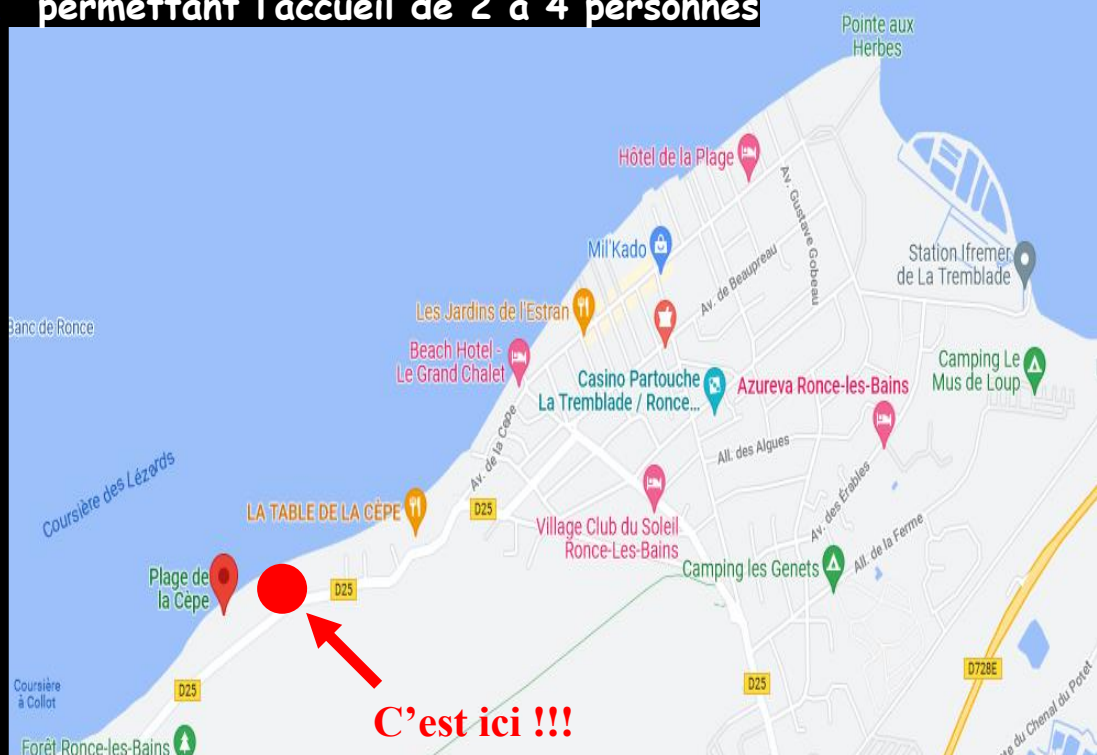 permettant l'accueil de 2 à 4 personnes
Pointe aux
Herbes
Hôtel de la Plage
Av. Gustave Gobeau
Mil'Kado
Av. de Beaupreau
Station Ifremer
de La Tremblade
Les Jardins de l'Estran
Banc de Ronce
Beach Hotel -
Le Grand Chalet
Casino Partouche
La Tremblade / Ronce...
Azureva Ronce-les-Bains
Camping Le
Mus de Loup
Av. de la Cèpe
All. des Algues
Coursière des Lézards
LA TABLE DE LA CÈPE
D25
Village Club du Soleil
Ronce-Les-Bains
Av. des Érables
All. de la Ferme
Camping les Genets
Plage de
la Cèpe
D25
D728E
Coursière
à Collot
D25
D25
C'est ici !!!
Forêt Ronce-les-Bains
du Chenal du Potet